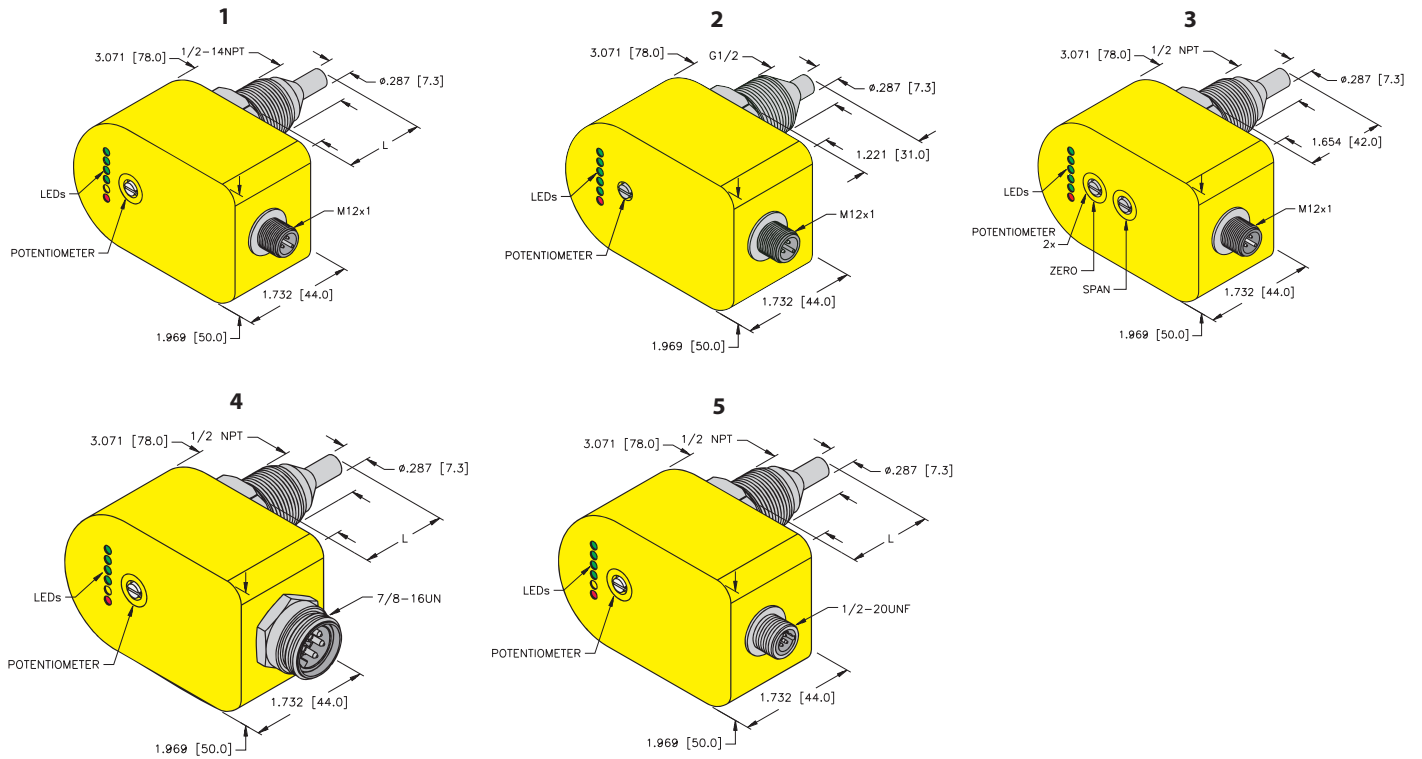 1
3.071 [78.0]
1/2-14NPT
ø.287 [7.3]
L
LEDs
M12x1
POTENTIOMETER
1.732 [44.0]
1.969 [50.0]
2
3.071 [78.0]
G1/2
ø.287 [7.3]
1.221 [31.0]
LEDs
M12x1
POTENTIOMETER
1.732 [44.0]
1.969 [50.0]
3
3.071 [78.0]
1/2 NPT
ø.287 [7.3]
1.654 [42.0]
LEDs
M12x1
POTENTIOMETER
2x
ZERO
SPAN
1.732 [44.0]
1.969 [50.0]
4
3.071 [78.0]
1/2 NPT
ø.287 [7.3]
L
LEDs
7/8-16UN
POTENTIOMETER
1.732 [44.0]
1.969 [50.0]
5
3.071 [78.0]
1/2 NPT
ø.287 [7.3]
L
LEDs
1/2-20UNF
POTENTIOMETER
1.732 [44.0]
1.969 [50.0]